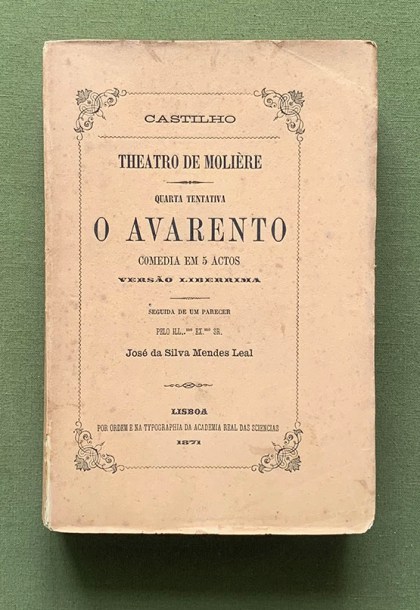 CASTILHO
THEATRO DE MOLIÈRE
QUARTA TENTATIVA
O AVARENTO
COMEDIA EM 5 ACTOS
VERSÃO LIBERRIMA
SEGUIDA DE UM PARECER
PELO ILL.mo EX.mo SR.
José da Silva Mendes Leal
LISBOA
POR ORDEM E NA TYPOGRAPHIA DA ACADEMIA REAL DAS SCIENCIAS
1871